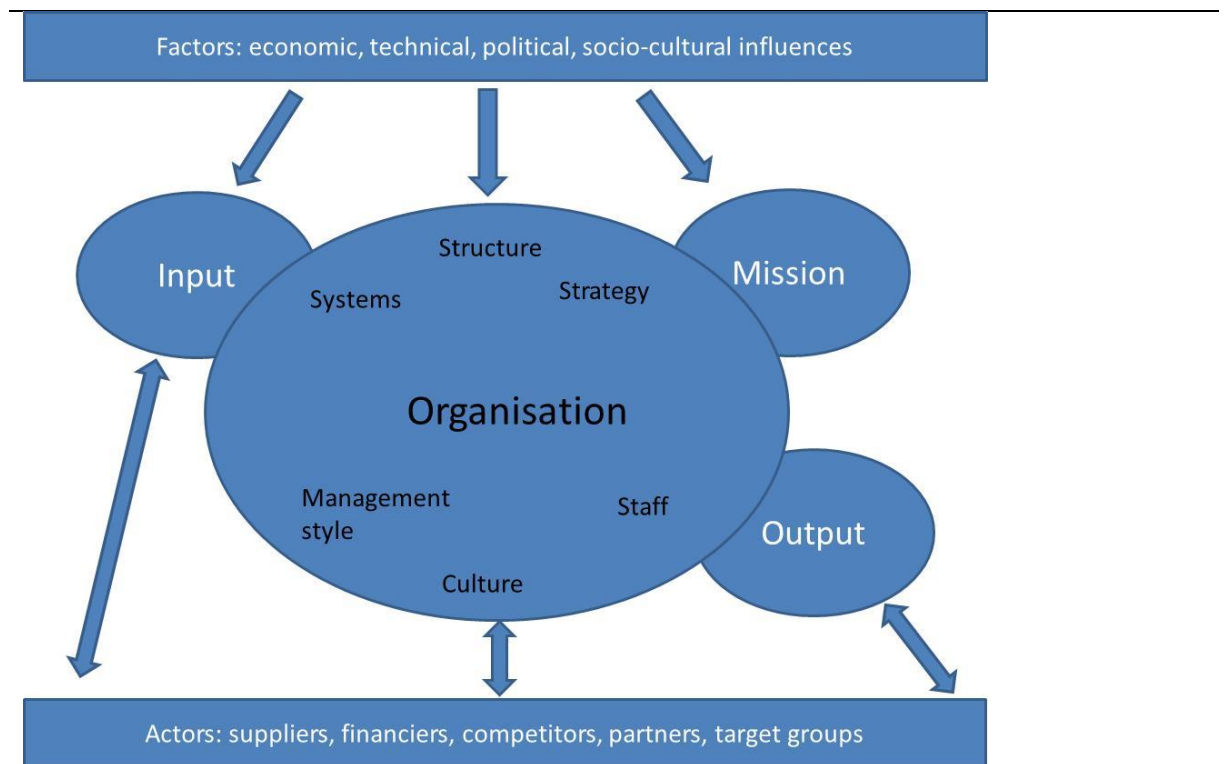 Factors: economic, technical, political, socio-cultural influences
Structure
Input
Mission
Systems
Strategy
Organisation
Management
style
Staff
Output
Culture
Actors: suppliers, financiers, competitors, partners, target groups